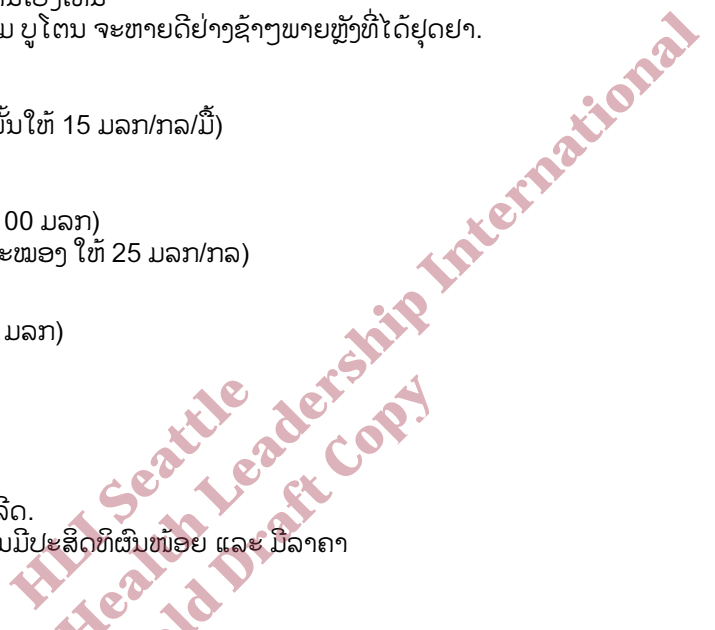 ມ ບູໂຕນ ຈະຫາຍດີຢ່າງຊ້າໆພາຍຫຼັງທີ່ໄດ້ຢຸດຢາ.
ັ້ນໃຫ້ 15 ມລກ/ກລ/ມື້)
00 ມລກ)
ະໝອງ ໃຫ້ 25 ມລກ/ກລ)
ມລກ)
ລີດ.
ນມີປະສິດທິຜົນໜ້ອຍ ແລະ ມີລາຄາ
HLI Seattle
Health Leadership International
Old Draft Copy